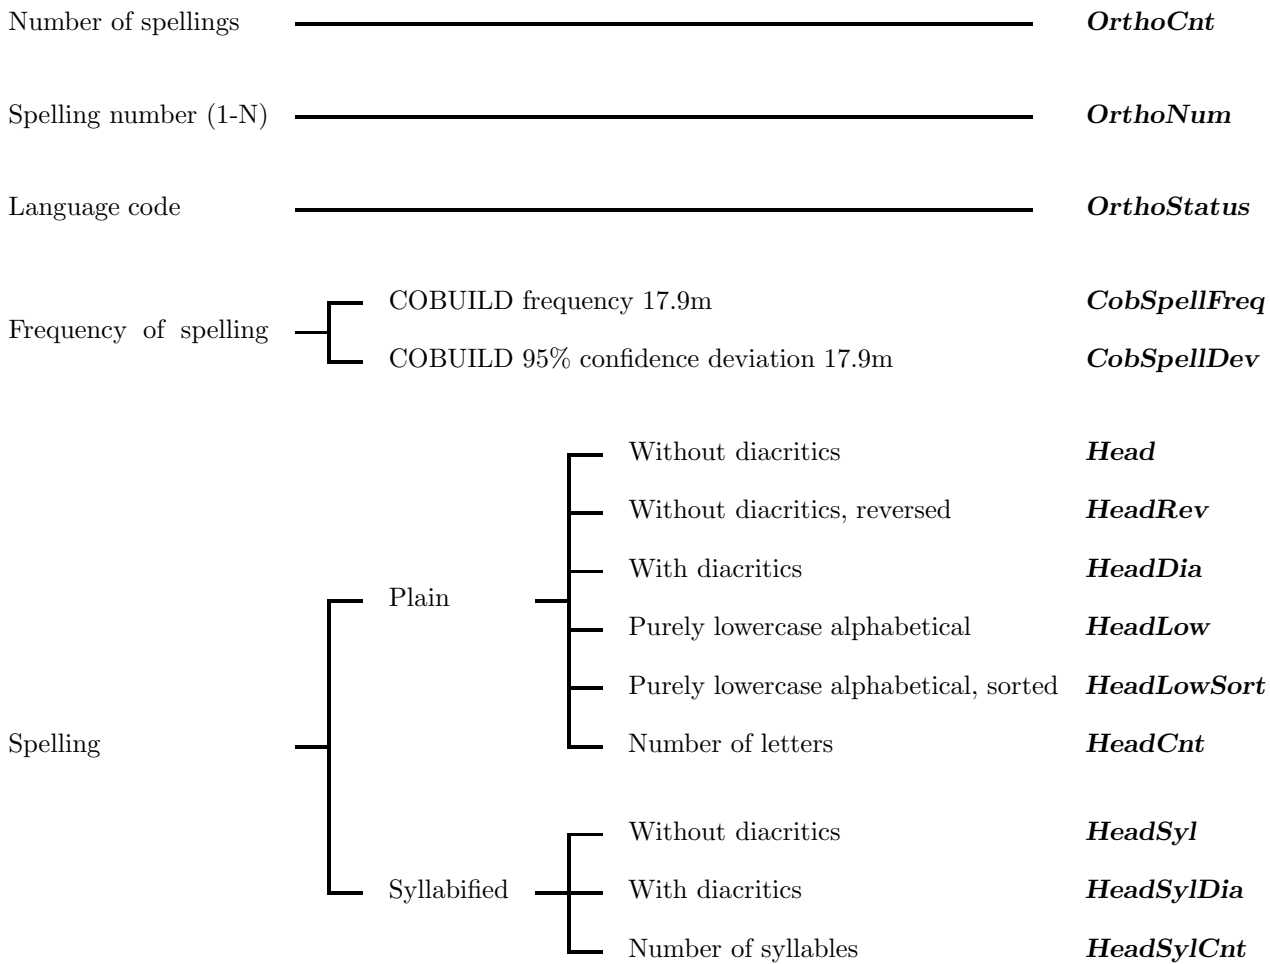 Number of spellings OrthoCnt
Spelling number (1-N) OrthoNum
Language code OrthoStatus
COBUILD frequency 17.9m CobSpellFreq
Frequency of spelling
COBUILD 95% confidence deviation 17.9m CobSpellDev
Without diacritics Head
Without diacritics, reversed HeadRev
With diacritics HeadDia
Plain
Purely lowercase alphabetical HeadLow
Purely lowercase alphabetical, sorted HeadLowSort
Spelling
Number of letters HeadCnt
Without diacritics HeadSyl
Syllabified With diacritics HeadSylDia
Number of syllables HeadSylCnt